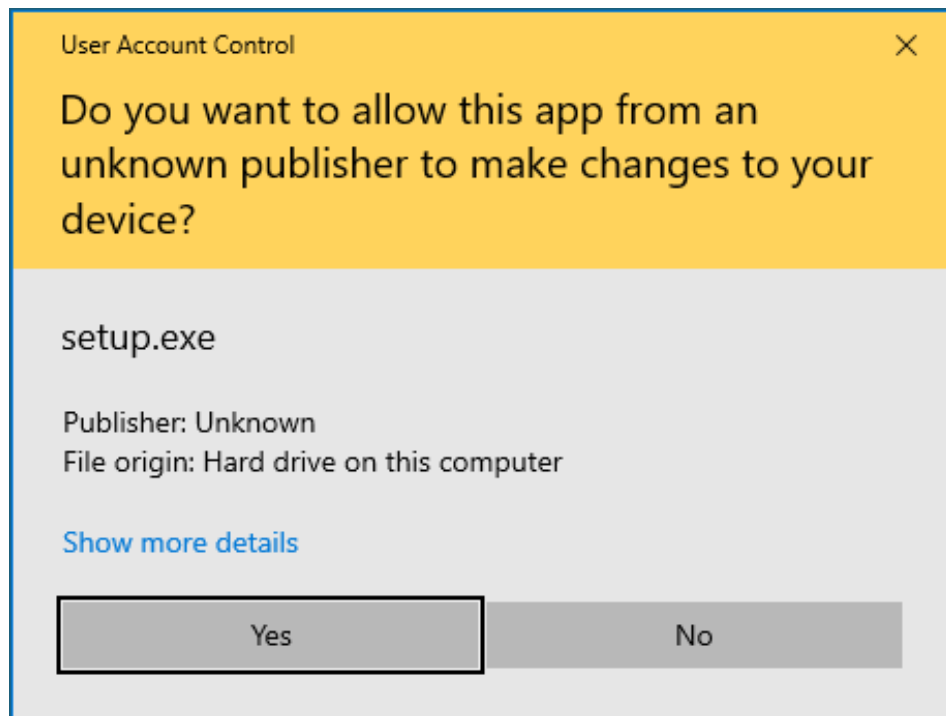 User Account Control
Do you want to allow this app from an
unknown publisher to make changes to your
device?
setup.exe
Publisher: Unknown
File origin: Hard drive on this computer
Show more details
Yes
No